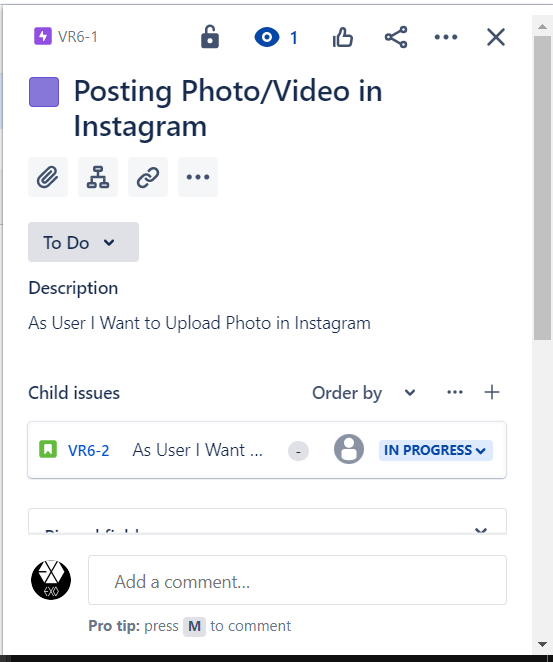 VR6-1
1
Posting Photo/Video in
Instagram
To Do
Description
As User I Want to Upload Photo in Instagram
Child issues
Order by
VR6-2 As User I Want ... - IN PROGRESS
EXO
Add a comment...
Pro tip: press M to comment